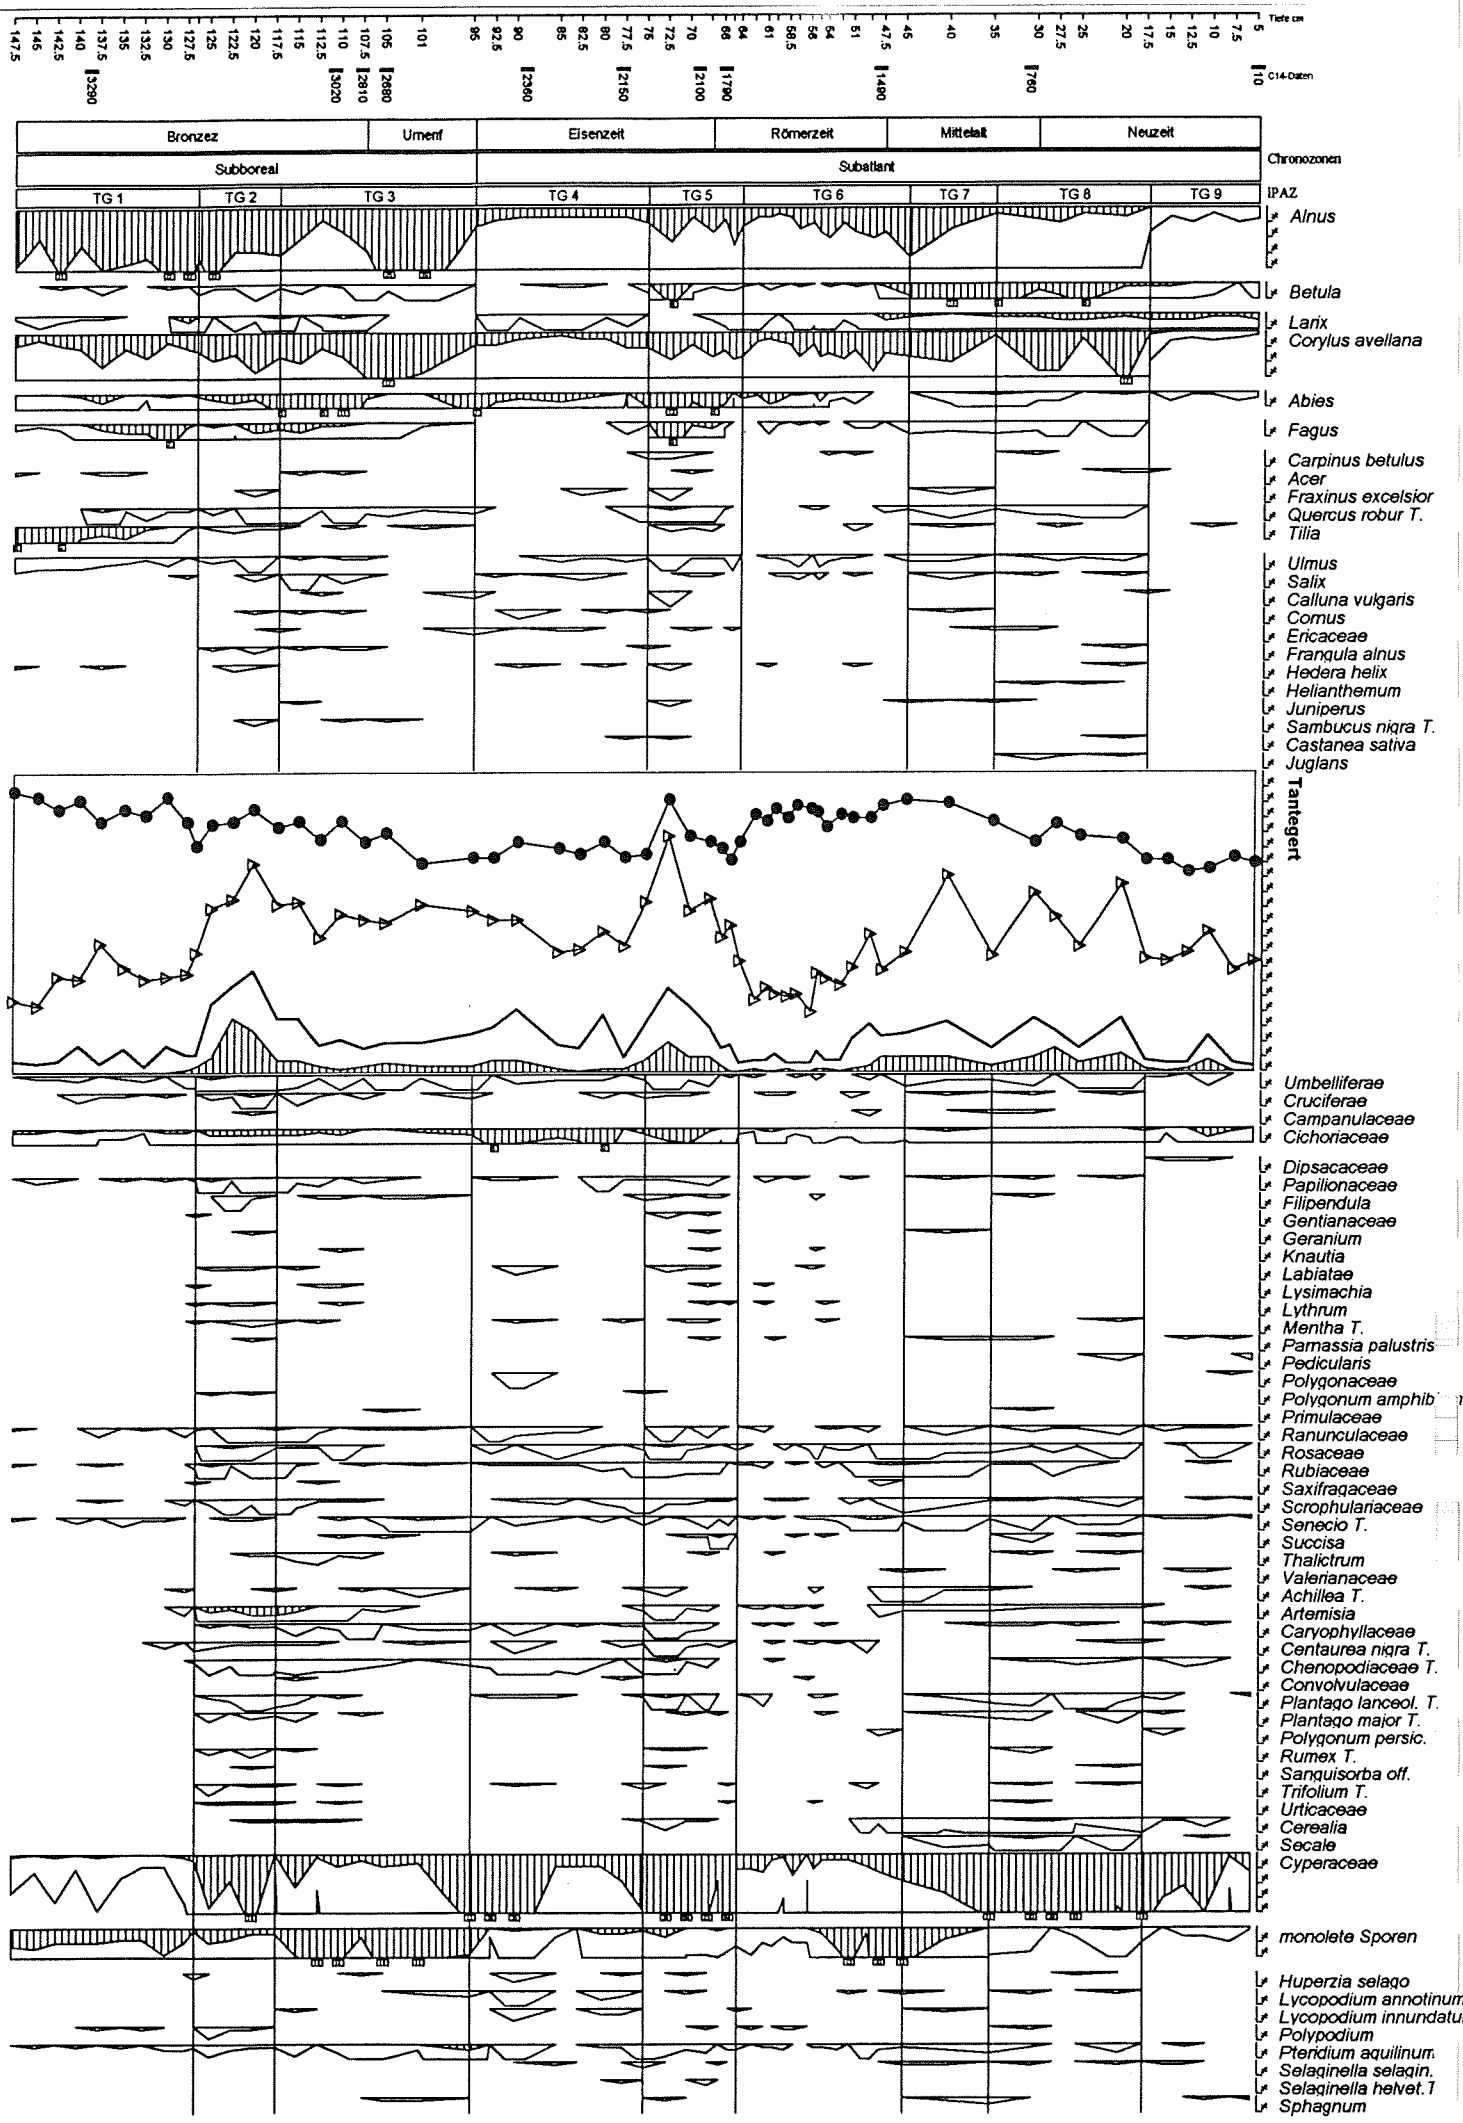 Tiefe cm
147.5 145 142.5 140 137.5 135 132.5 130 127.5 125 122.5 120 117.5 115 112.5 110 107.5 105 101 95 92.5 90 85 82.5 80 77.5 75 72.5 70 66 64 61 58.5 56 54 51 47.5 45 40 35 30 27.5 25 20 17.5 15 12.5 10 7.5 5
C14-Daten
3290 3020 2810 2680 2360 2150 2100 1790 1490 760 10
Bronzez Urnenf Eisenzeit Römerzeit Mittelalt Neuzeit
Chronozonen
Subboreal Subatlant
TG 1 TG 2 TG 3 TG 4 TG 5 TG 6 TG 7 TG 8 TG 9 IPAZ
Alnus
Betula
Larix
Corylus avellana
Abies
Fagus
Carpinus betulus
Acer
Fraxinus excelsior
Quercus robur T.
Tilia
Ulmus
Salix
Calluna vulgaris
Cornus
Ericaceae
Frangula alnus
Hedera helix
Helianthemum
Juniperus
Sambucus nigra T.
Castanea sativa
Juglans
Tantegert
Umbelliferae
Cruciferae
Campanulaceae
Cichoriaceae
Dipsacaceae
Papilionaceae
Filipendula
Gentianaceae
Geranium
Knautia
Labiatae
Lysimachia
Lythrum
Mentha T.
Parnassia palustris
Pedicularis
Polygonaceae
Polygonum amphib
Primulaceae
Ranunculaceae
Rosaceae
Rubiaceae
Saxifragaceae
Scrophulariaceae
Senecio T.
Succisa
Thalictrum
Valerianaceae
Achillea T.
Artemisia
Caryophyllaceae
Centaurea nigra T.
Chenopodiaceae T.
Convolvulaceae
Plantago lanceol. T.
Plantago major T.
Polygonum persic.
Rumex T.
Sanguisorba off.
Trifolium T.
Urticaceae
Cerealia
Secale
Cyperaceae
monolete Sporen
Huperzia selago
Lycopodium annotinum
Lycopodium innundatu
Polypodium
Pteridium aquilinum
Selaginella selagin.
Selaginella helvet. T
Sphagnum